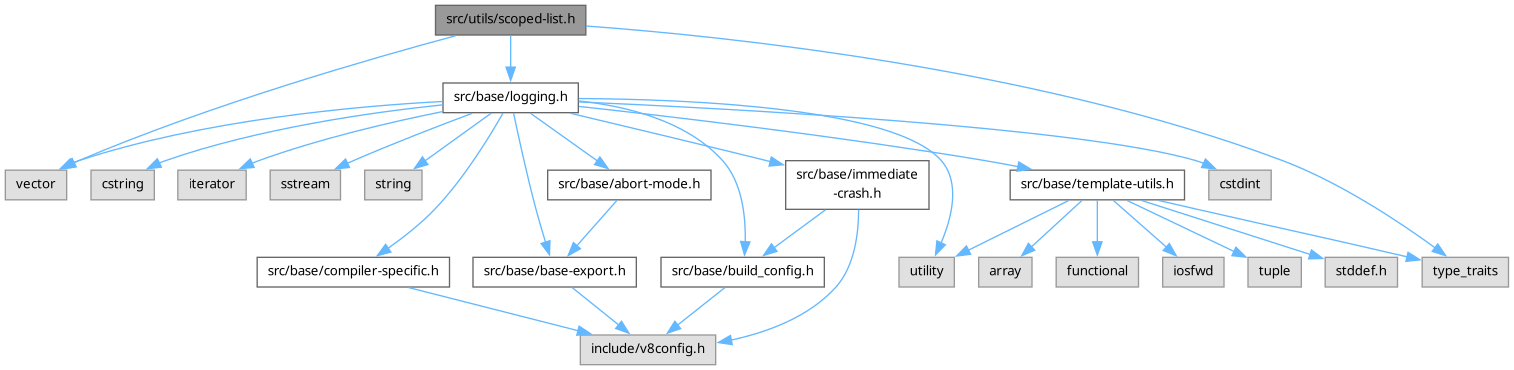 src/utils/scoped-list.h
src/base/logging.h
vector
cstring
iterator
sstream
string
src/base/abort-mode.h
src/base/immediate
-crash.h
src/base/template-utils.h
cstdint
src/base/compiler-specific.h
src/base/base-export.h
src/base/build_config.h
utility
array
functional
iosfwd
tuple
stddef.h
type_traits
include/v8config.h